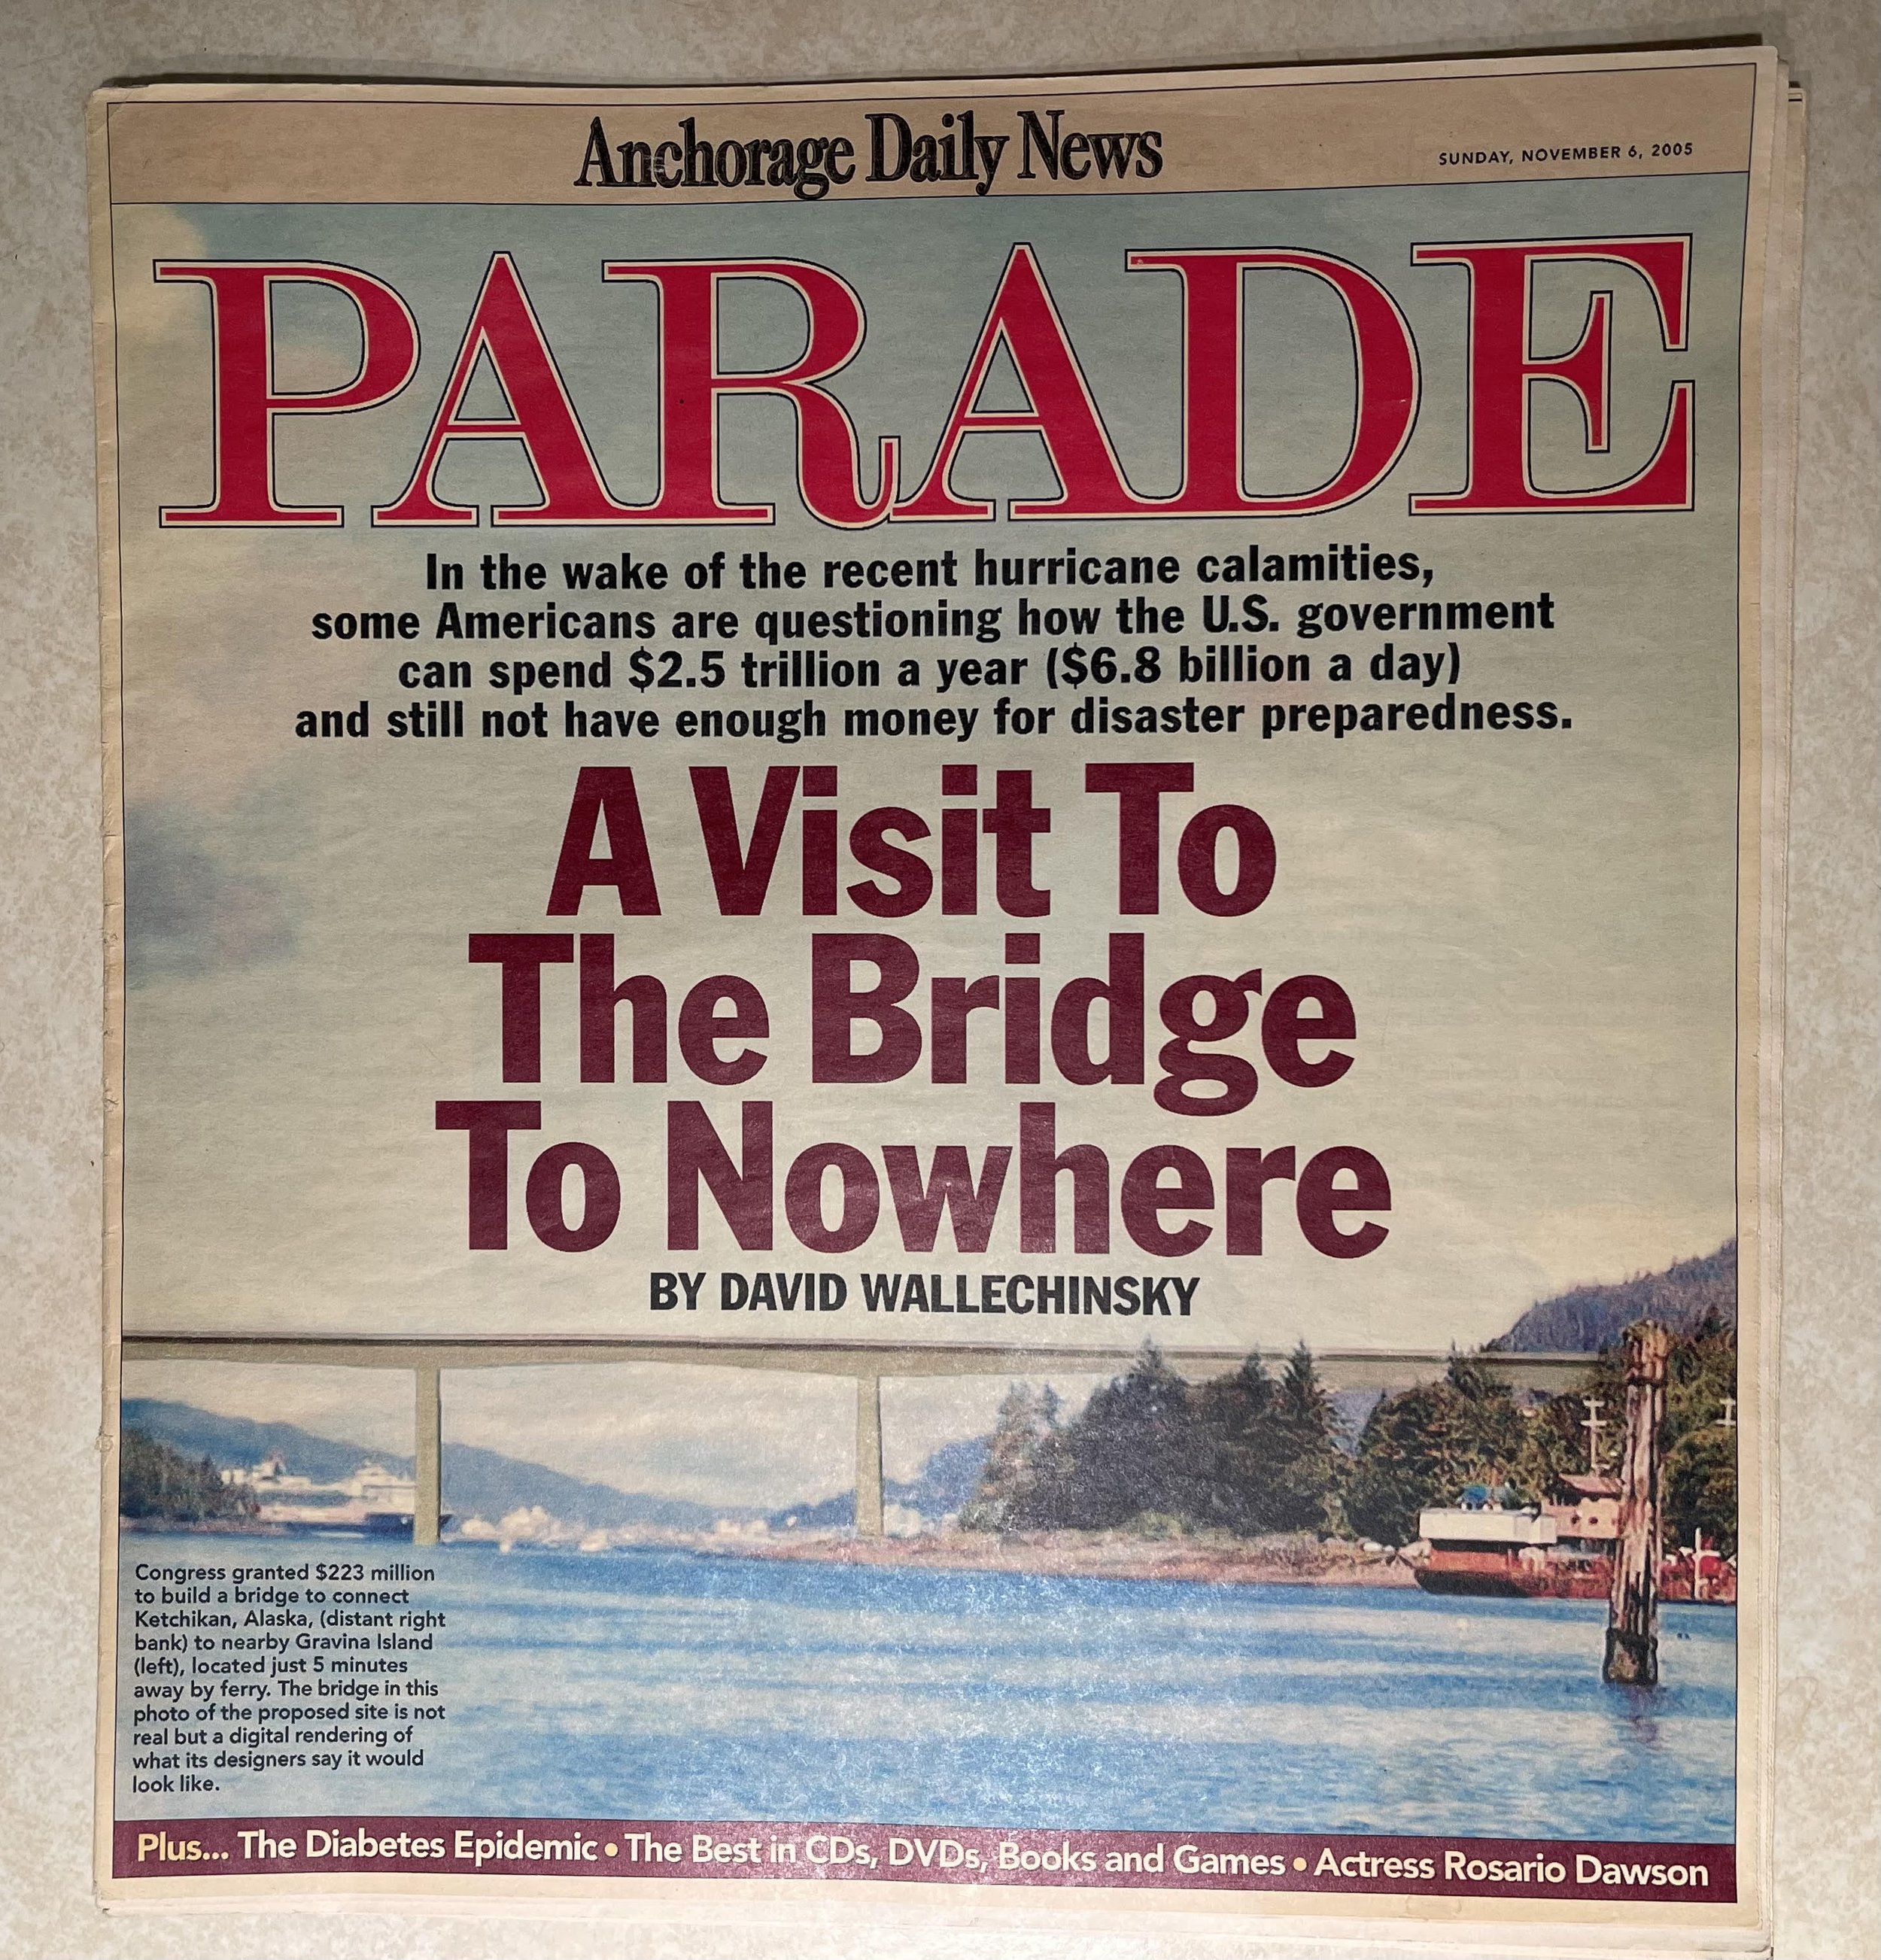 Anchorage Daily News
SUNDAY, NOVEMBER 6, 2005
PARADE
In the wake of the recent hurricane calamities,
some Americans are questioning how the U.S. government
can spend $2.5 trillion a year ($6.8 billion a day)
and still not have enough money for disaster preparedness.
A Visit To
The Bridge
To Nowhere
BY DAVID WALLECHINSKY
Congress granted $223 million
to build a bridge to connect
Ketchikan, Alaska, (distant right
bank) to nearby Gravina Island
(left), located just 5 minutes
away by ferry. The bridge in this
photo of the proposed site is not
real but a digital rendering of
what its designers say it would
look like.
Plus... The Diabetes Epidemic • The Best in CDs, DVDs, Books and Games • Actress Rosario Dawson